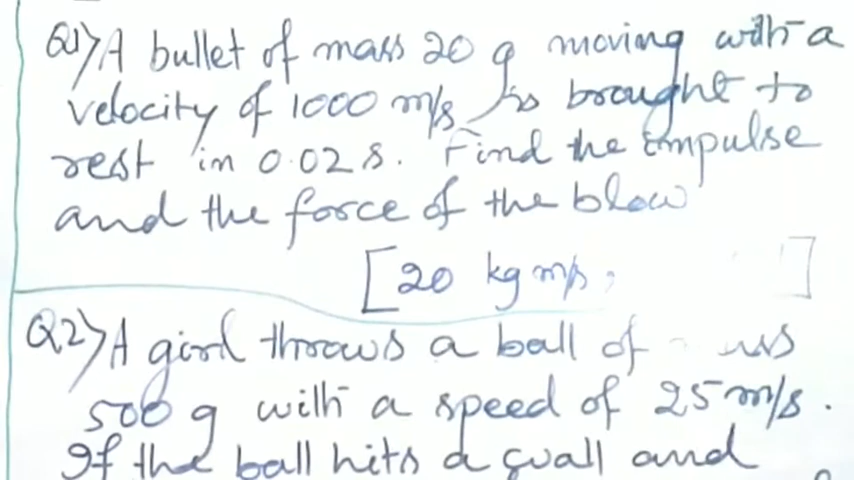 Q1> A bullet of mass 20 g moving with a
velocity of 1000 m/s is brought to
rest in 0.02 s. Find the impulse
and the force of the blow
[20 kg m/s, ]
Q2> A girl throws a ball of
500 g with a speed of 25 m/s.
If the ball hits a wall and